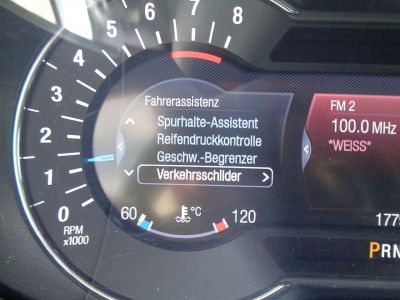 8
7
6
5
4
3
2
1
0
RPM
x1000
Fahrerassistenz
Spurhalte-Assistent
Reifendruckkontrolle
Geschw.-Begrenzer
Verkehrsschilder
60 °C 120
FM 2
100.0 MHz
*WEISS*
PRN